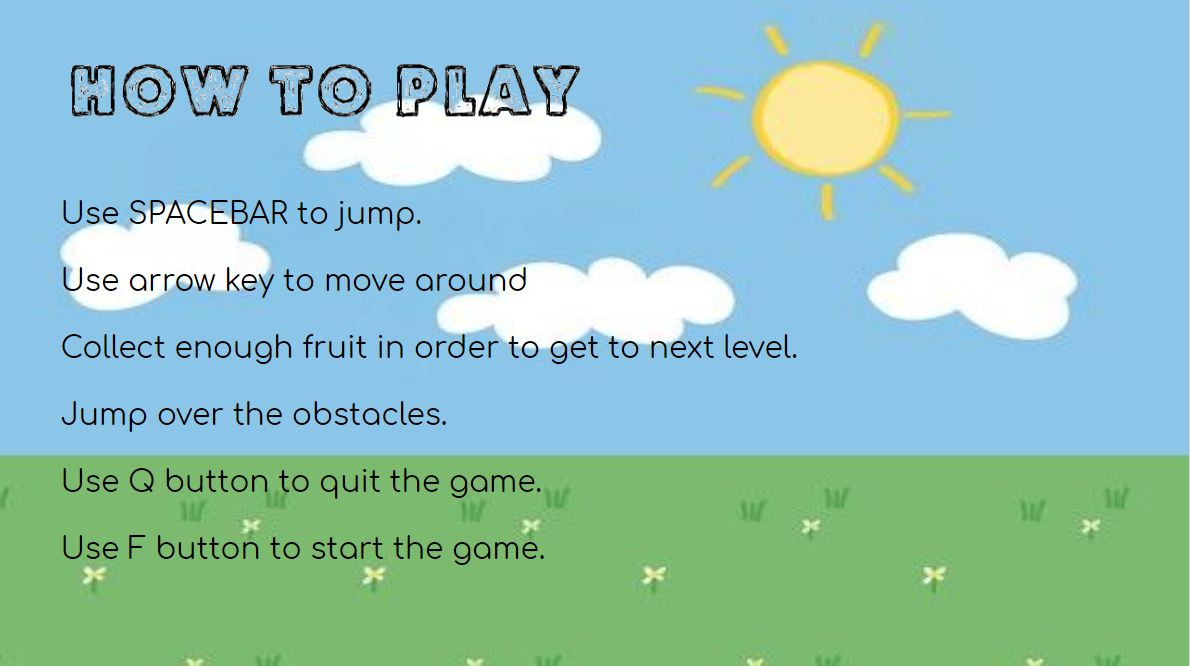 HOW TO PLAY
Use SPACEBAR to jump.
Use arrow key to move around
Collect enough fruit in order to get to next level.
Jump over the obstacles.
Use Q button to quit the game.
Use F button to start the game.